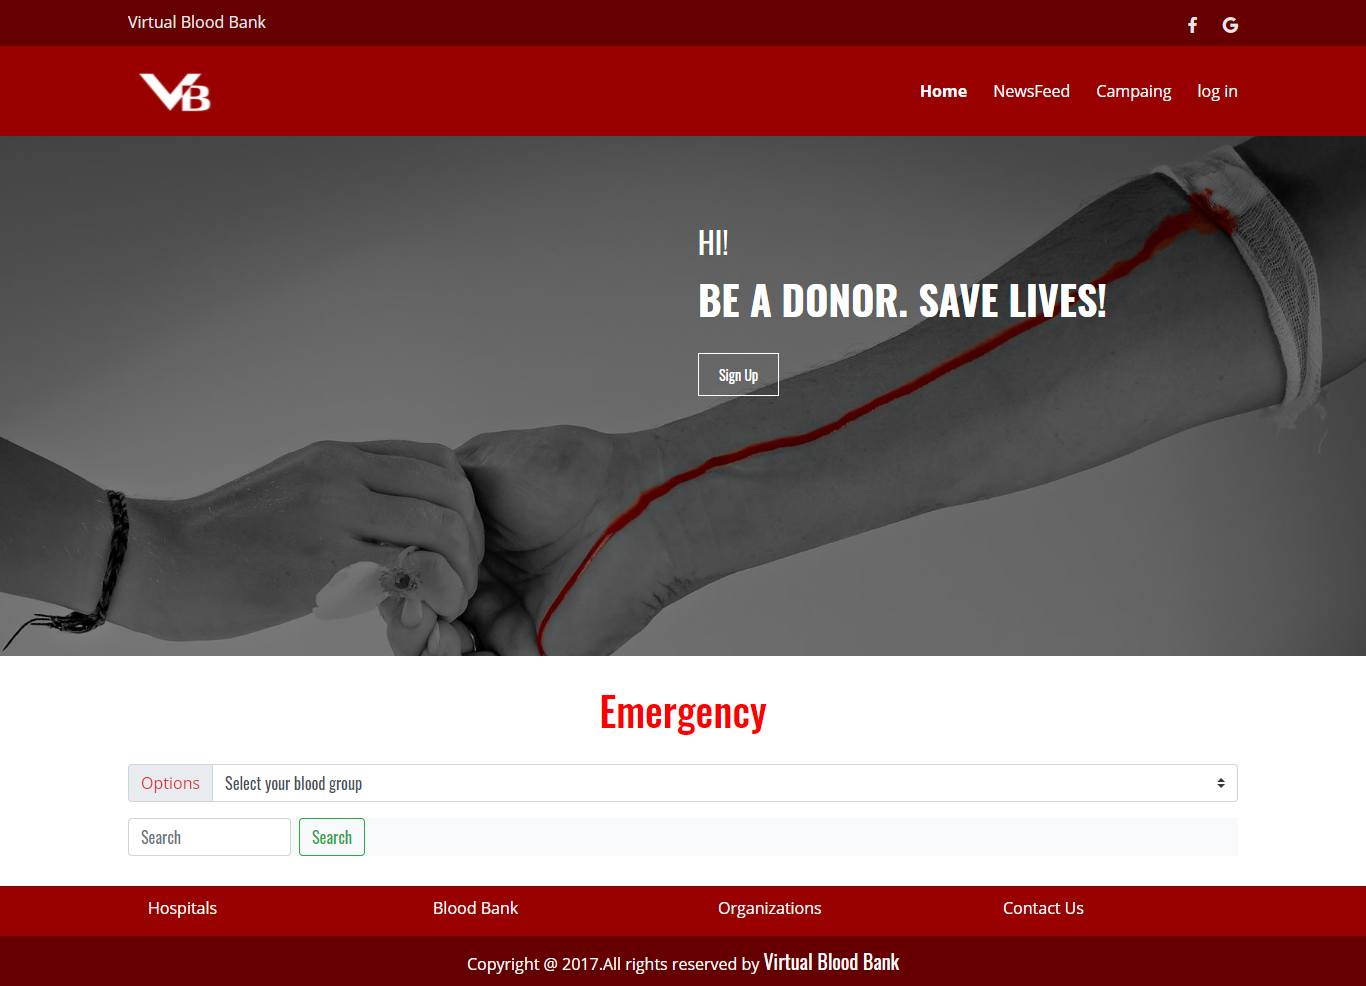 Virtual Blood Bank
VB
Home NewsFeed Campaing log in
HI!
BE A DONOR. SAVE LIVES!
Sign Up
Emergency
Options Select your blood group
Search Search
Hospitals Blood Bank Organizations Contact Us
Copyright @ 2017.All rights reserved by Virtual Blood Bank